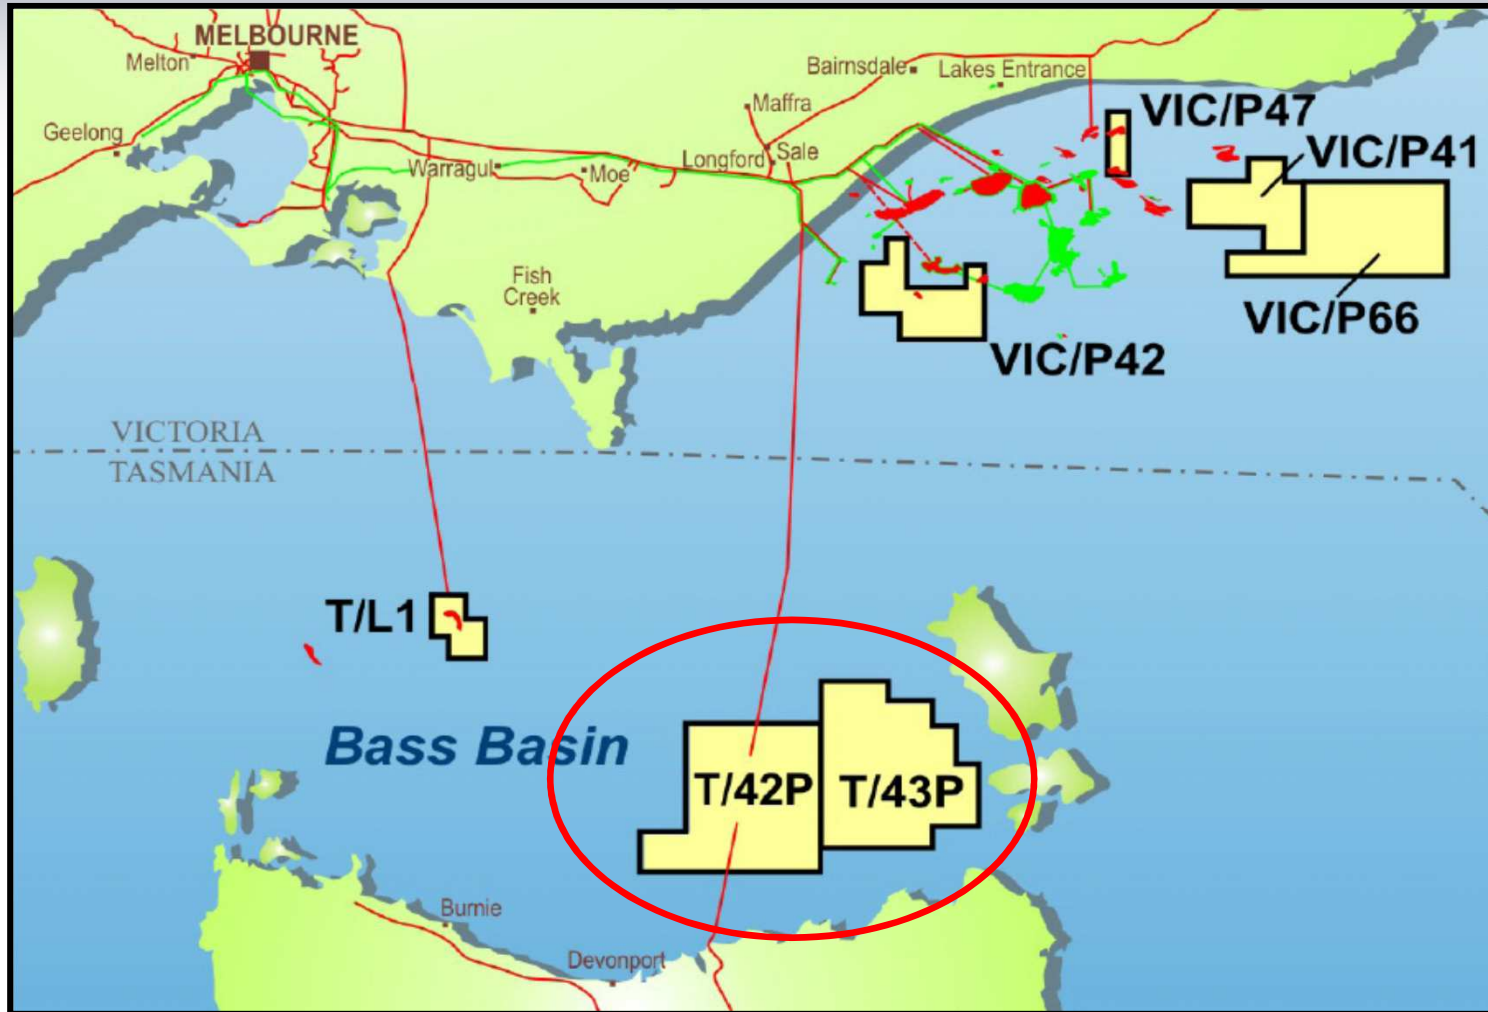 MELBOURNE
Melton
Geelong
Bairnsdale
Lakes Entrance
Maffra
Sale
Longford
Warragul
Moe
VIC/P47
VIC/P41
VIC/P66
VIC/P42
Fish
Creek
VICTORIA
TASMANIA
T/L1
Bass Basin
T/42P
T/43P
Burnie
Devonport